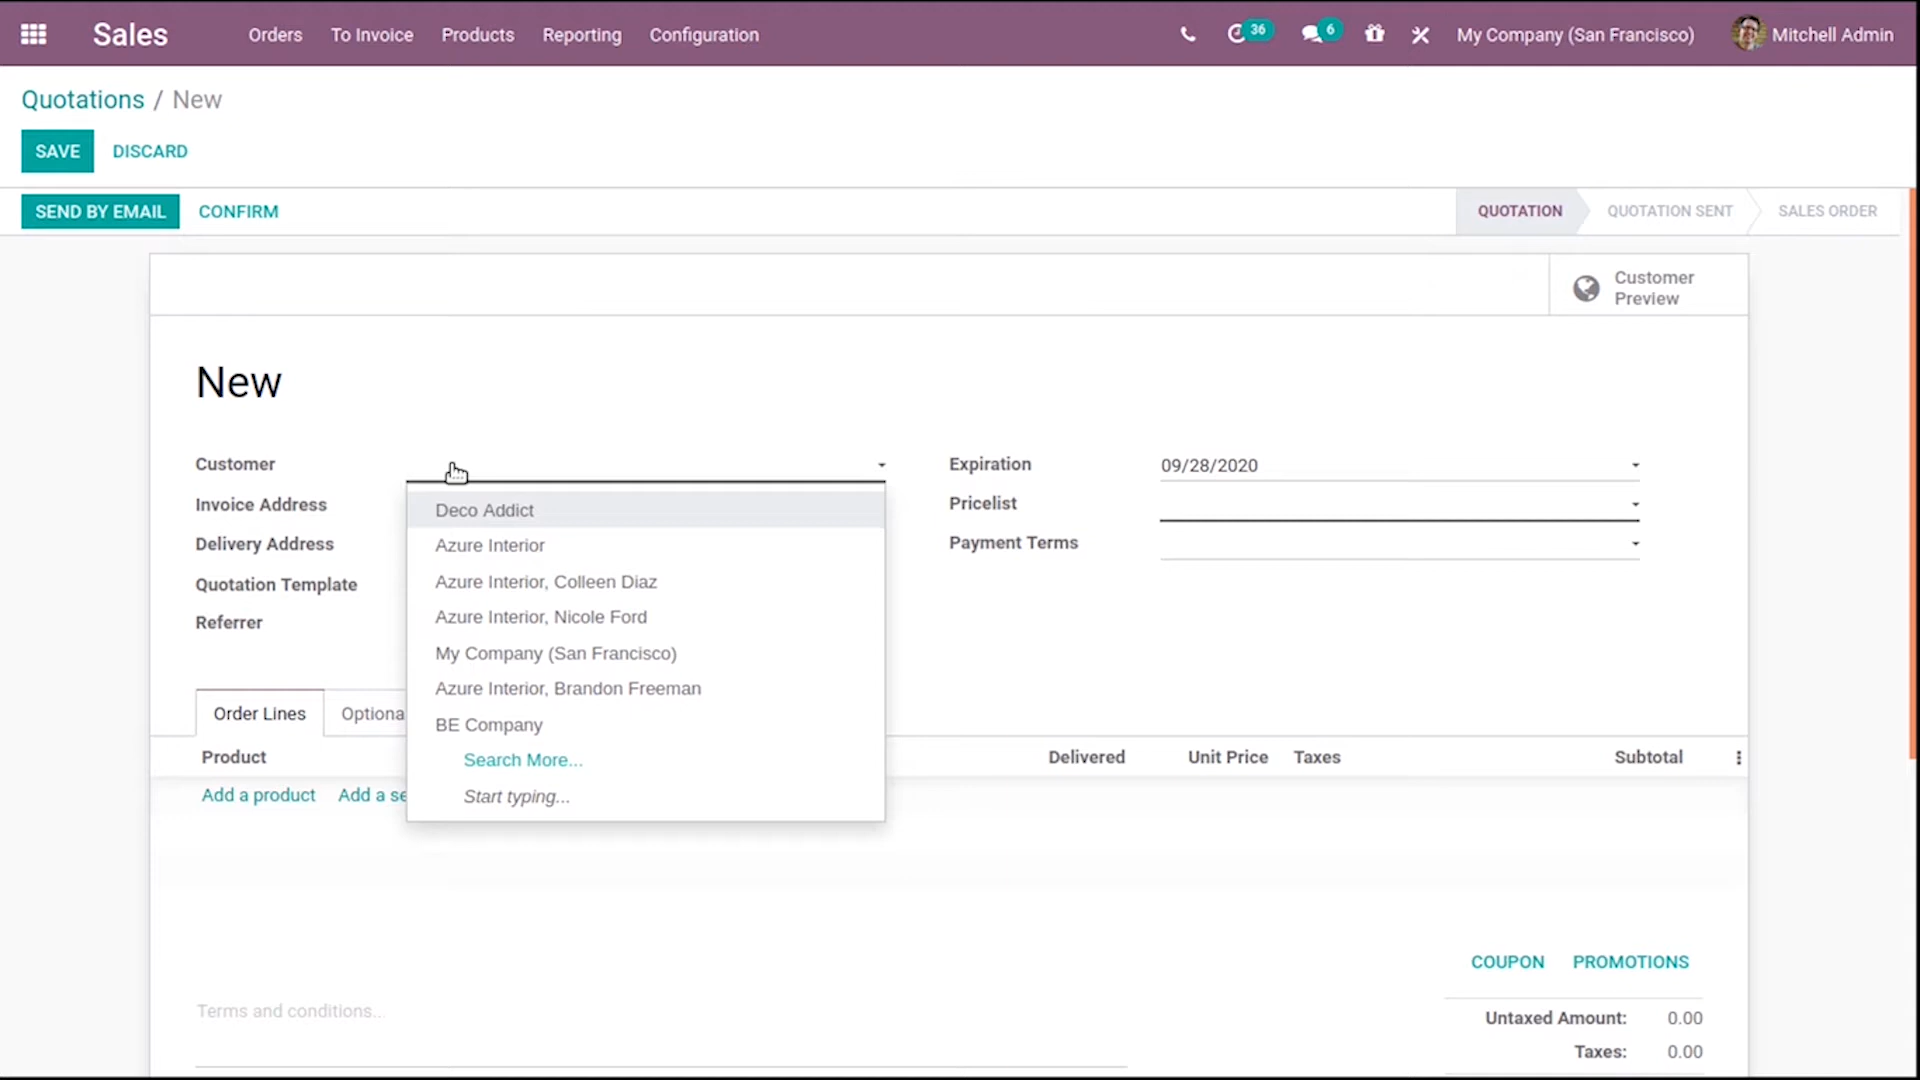 Sales Orders To Invoice Products Reporting Configuration 36 6 My Company (San Francisco) Mitchell Admin
Quotations / New
SAVE DISCARD
SEND BY EMAIL CONFIRM QUOTATION QUOTATION SENT SALES ORDER
Customer
Preview
New
Customer Expiration 09/28/2020
Invoice Address Pricelist
Delivery Address Payment Terms
Quotation Template
Referrer
Deco Addict
Azure Interior
Azure Interior, Colleen Diaz
Azure Interior, Nicole Ford
My Company (San Francisco)
Azure Interior, Brandon Freeman
BE Company
Search More...
Start typing...
Order Lines Optiona
Product Delivered Unit Price Taxes Subtotal
Add a product Add a se
COUPON PROMOTIONS
Terms and conditions...
Untaxed Amount: 0.00
Taxes: 0.00